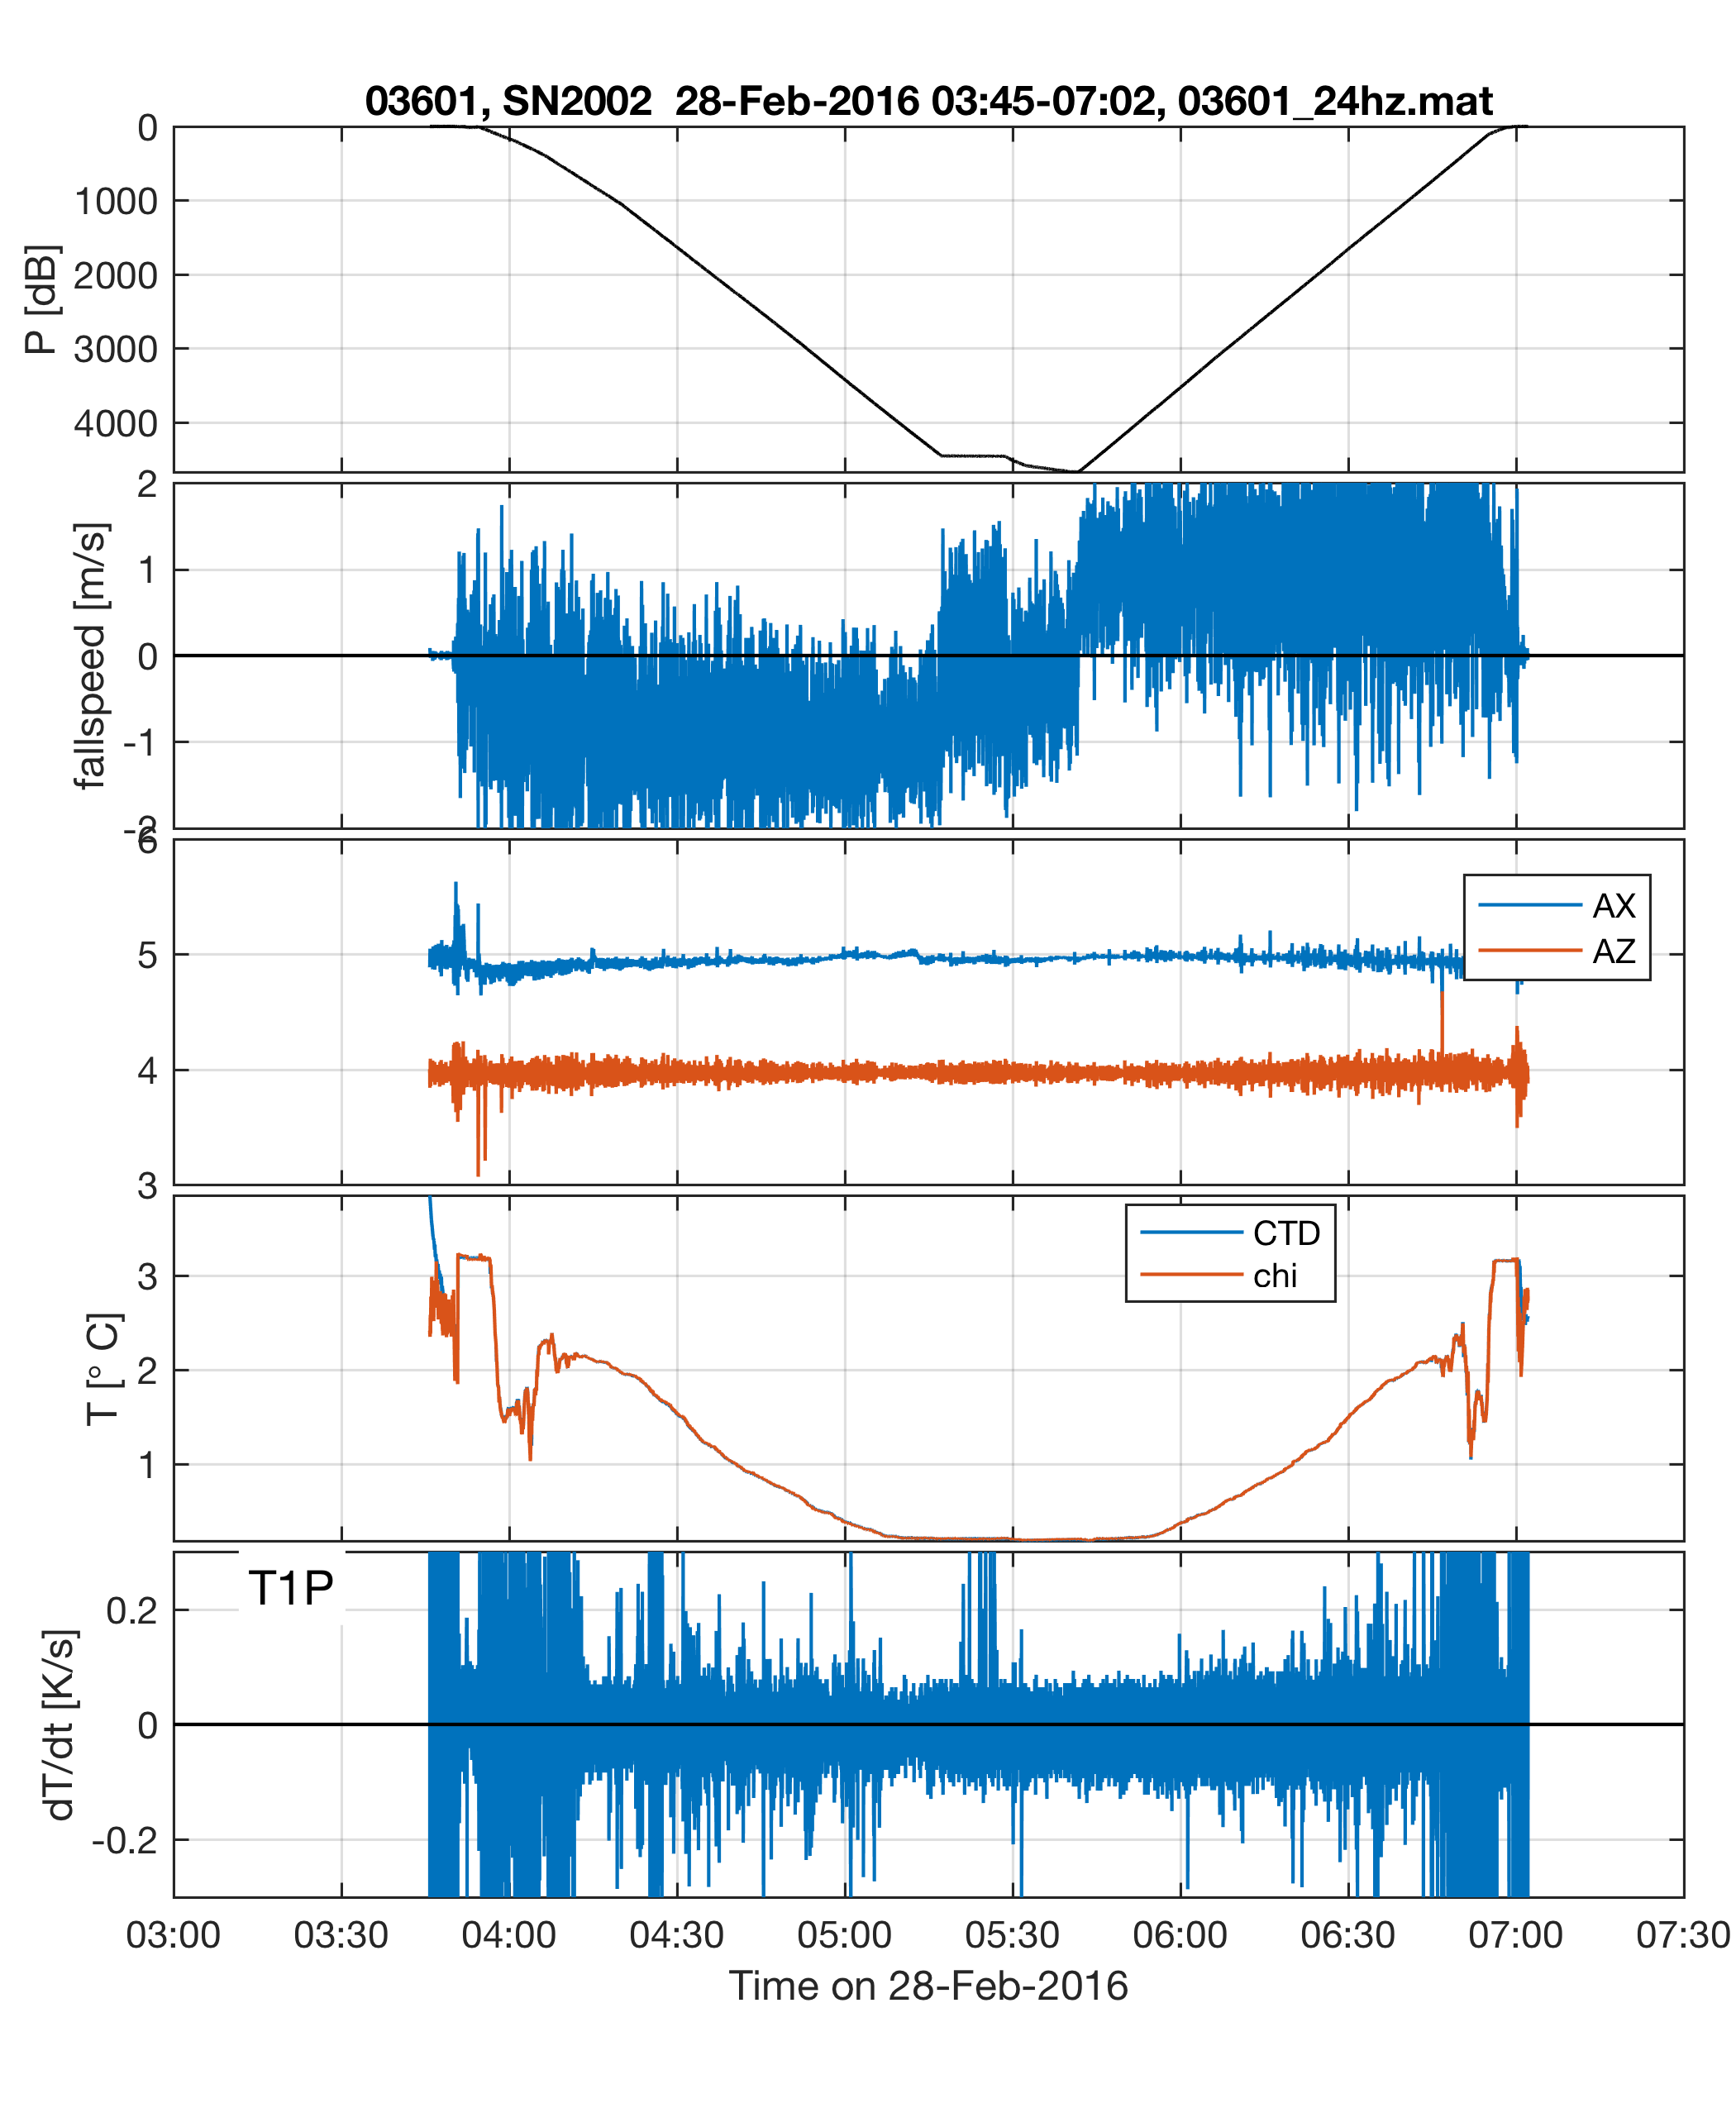 03601, SN2002  28-Feb-2016 03:45-07:02, 03601_24hz.mat
0
1000
2000
3000
4000
P [dB]
2
1
0
-1
-2
fallspeed [m/s]
6
5
4
3
AX
AZ
3
3
2
1
T [° C]
CTD
chi
T1P
0.2
0
-0.2
dT/dt [K/s]
03:00 03:30 04:00 04:30 05:00 05:30 06:00 06:30 07:00 07:30
Time on 28-Feb-2016